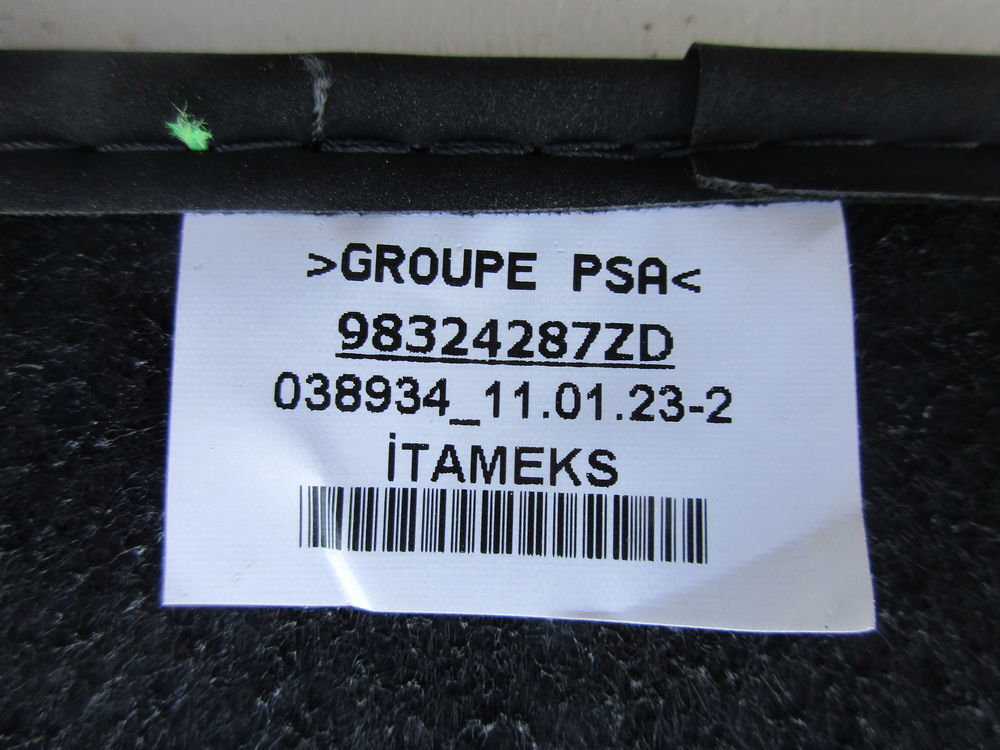 >GROUPE PSA<
98324287ZD
038934_11.01.23-2
İTAMEKS